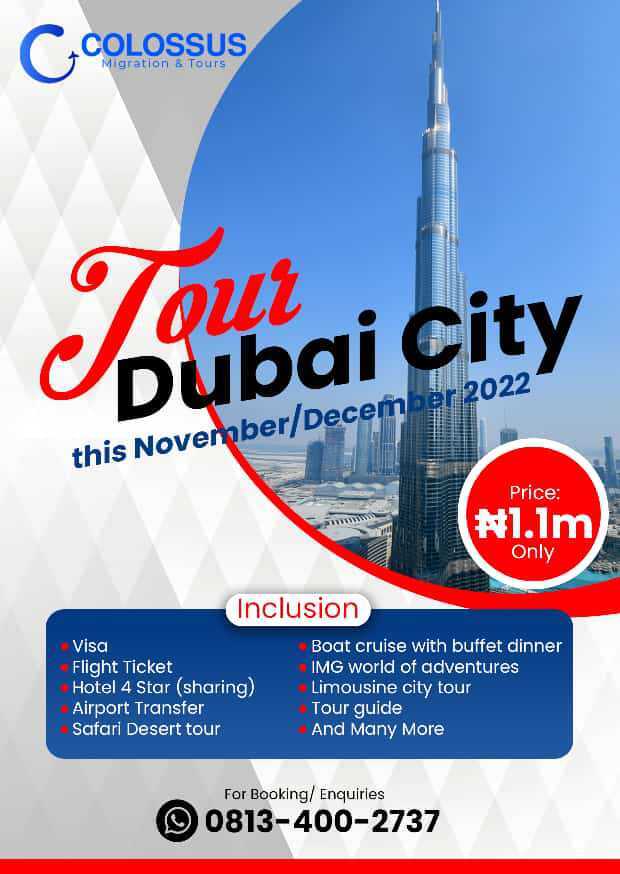 COLOSSUS
Migration & Tours
Tour
Dubai City
this November/December 2022
Price:
₦1.1m
Only
Inclusion
Visa
Flight Ticket
Hotel 4 Star (sharing)
Airport Transfer
Safari Desert tour
Boat cruise with buffet dinner
IMG world of adventures
Limousine city tour
Tour guide
And Many More
For Booking/ Enquiries
0813-400-2737